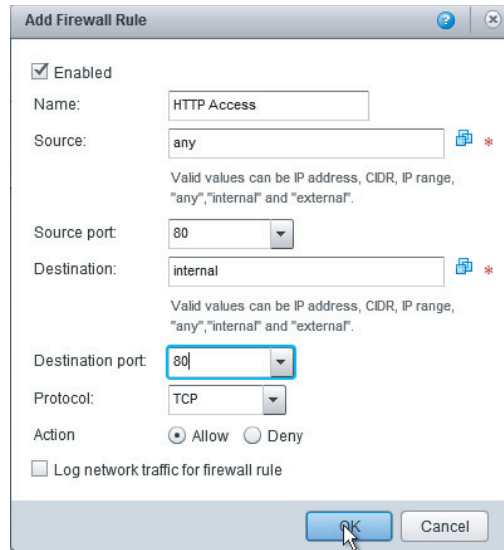 Add Firewall Rule
Enabled
Name: HTTP Access
Source: any *
Valid values can be IP address, CIDR, IP range,
"any","internal" and "external".
Source port: 80
Destination: internal *
Valid values can be IP address, CIDR, IP range,
"any","internal" and "external".
Destination port: 80
Protocol: TCP
Action Allow Deny
Log network traffic for firewall rule
OK Cancel